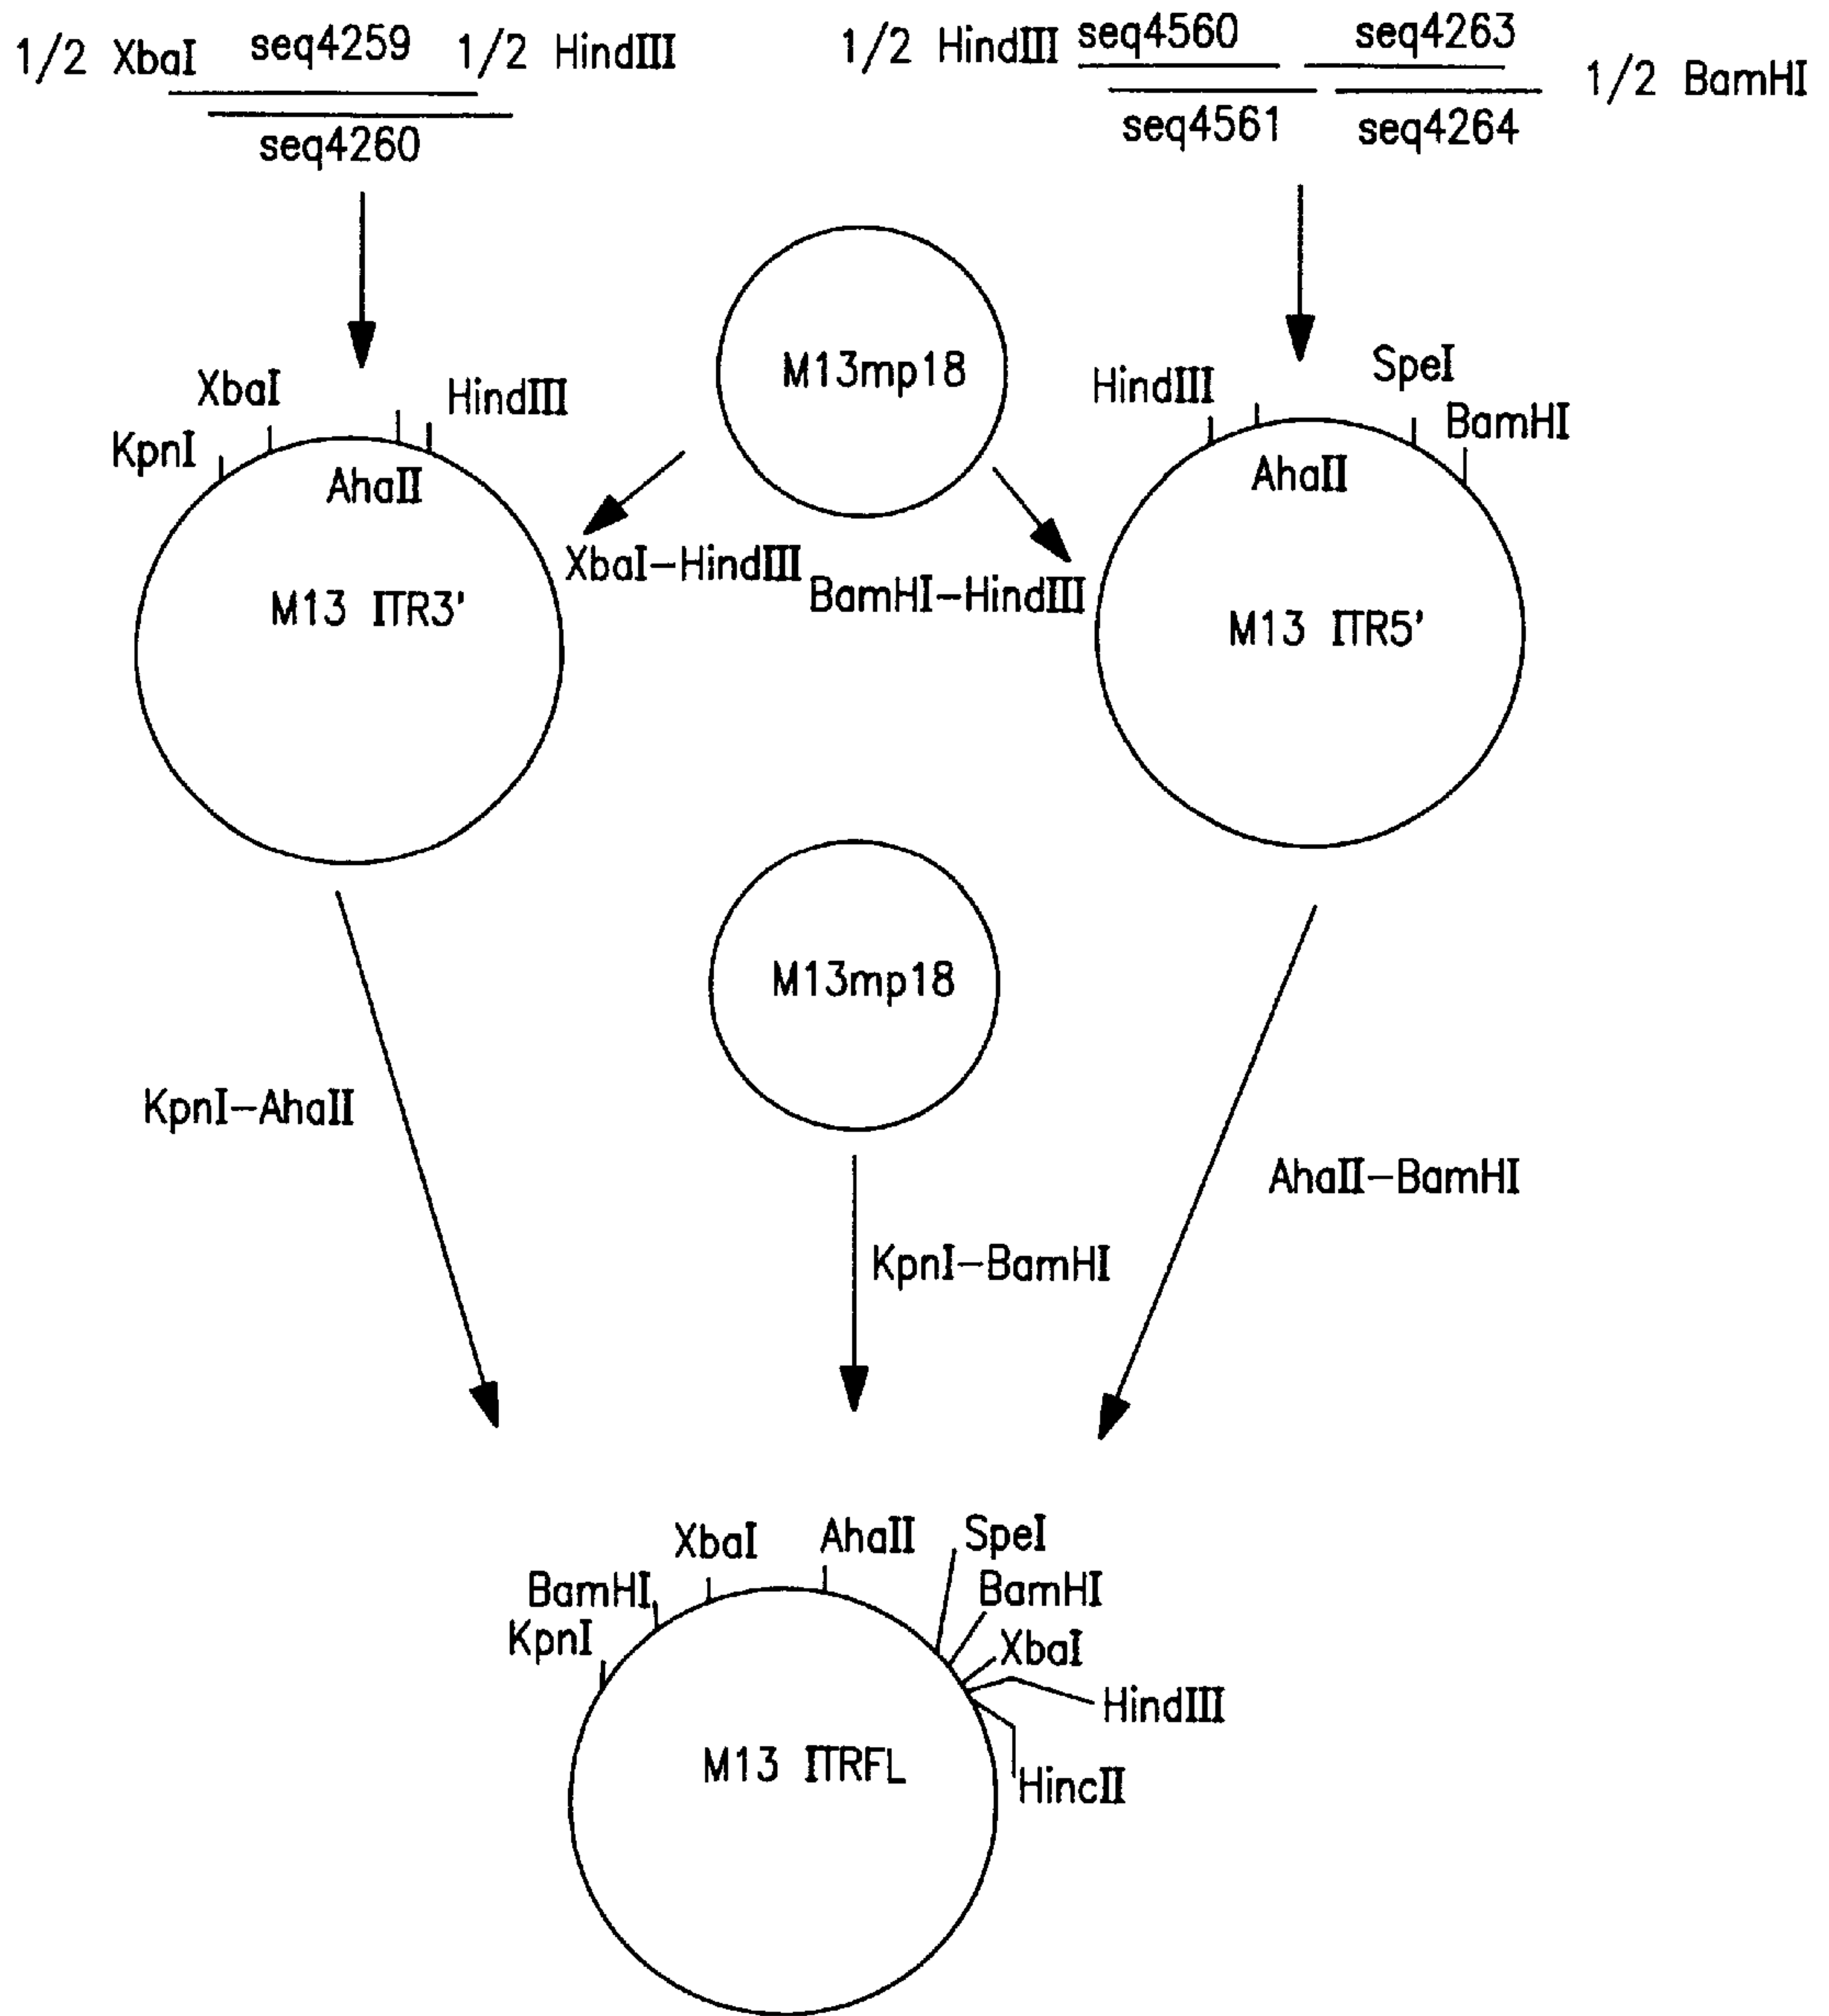 1/2 XbaI
seq4259
1/2 HindIII
seq4260
1/2 HindIII
seq4560
seq4263
1/2 BamHI
seq4561
seq4264
M13mp18
KpnI
XbaI
HindIII
AhaII
M13 ITR3'
XbaI-HindIII
BamHI-HindIII
HindIII
SpeI
BamHI
AhaII
M13 ITR5'
M13mp18
KpnI-AhaII
KpnI-BamHI
AhaII-BamHI
KpnI
BamHI
XbaI
AhaII
SpeI
BamHI
XbaI
HindIII
HincII
M13 ITRFL